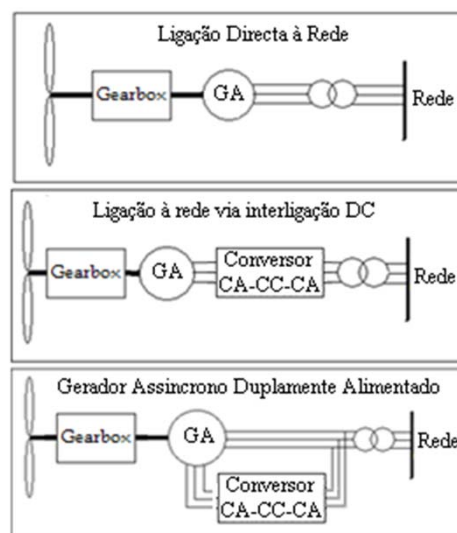 Ligação Directa à Rede
Gearbox
GA
Rede
Ligação à rede via interligação DC
Gearbox
GA
Conversor
CA-CC-CA
Rede
Gerador Assincrono Duplamente Alimentado
Gearbox
GA
Rede
Conversor
CA-CC-CA